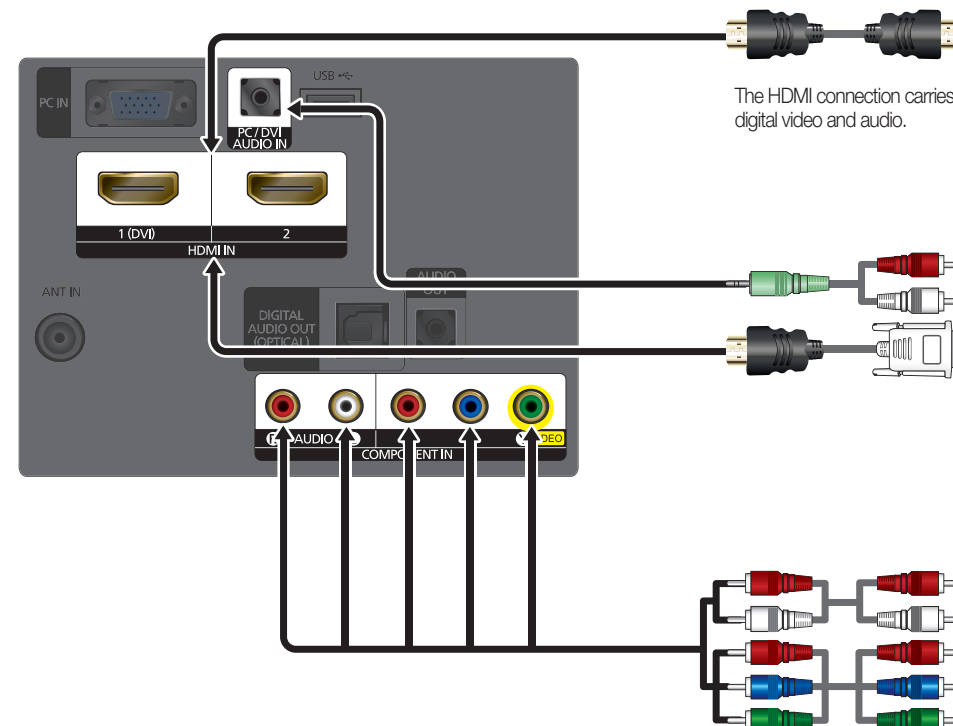 The HDMI connection carries
digital video and audio.
PC IN
USB
PC/DVI
AUDIO IN
1 (DVI)
2
HDMI IN
ANT IN
AUDIO
OUT
DIGITAL
AUDIO OUT
(OPTICAL)
AUDIO
COMPONENT IN